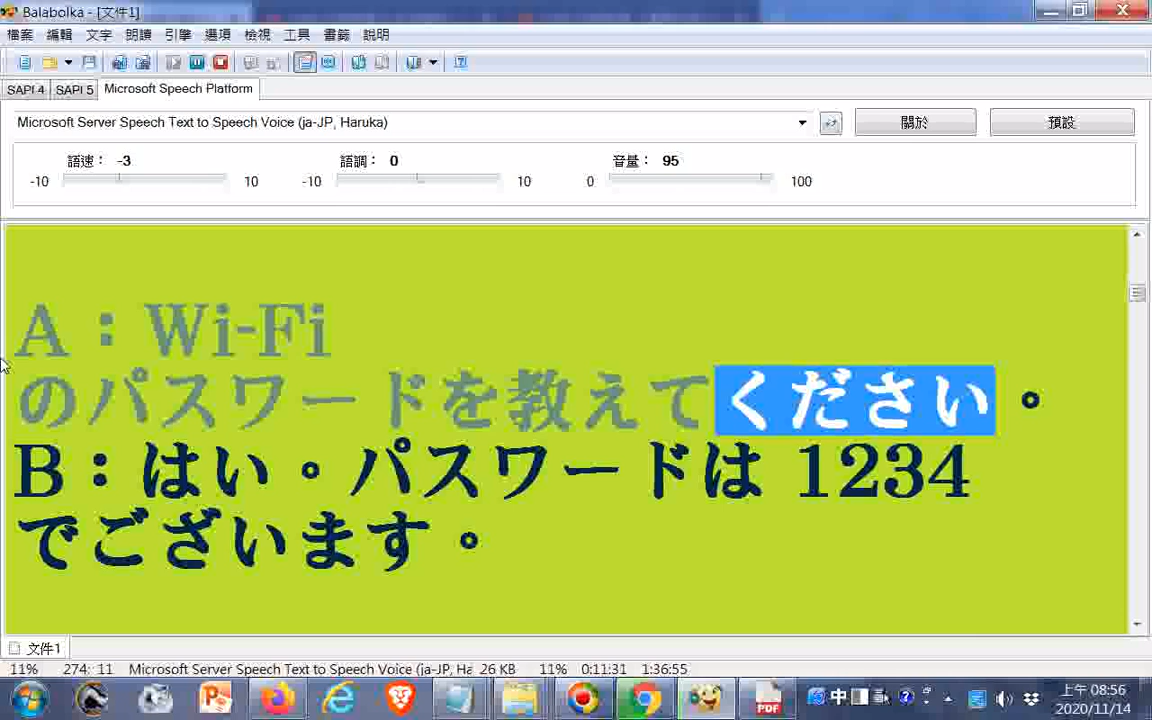 Balabolka - [文件1]
檔案 編輯 文字 朗讀 引擎 選項 檢視 工具 書籤 說明
SAPI 4 SAPI 5 Microsoft Speech Platform
Microsoft Server Speech Text to Speech Voice (ja-JP, Haruka) 關於 預設
語速: -3 語調: 0 音量: 95
-10 10 -10 10 0 100
A：Wi-Fi
のパスワードを教えてください。
B：はい。パスワードは 1234
でございます。
文件1
11% 274: 11 Microsoft Server Speech Text to Speech Voice (ja-JP, Ha 26 KB 11% 0:11:31 1:36:55
中 上午 08:56
2020/11/14
PDF